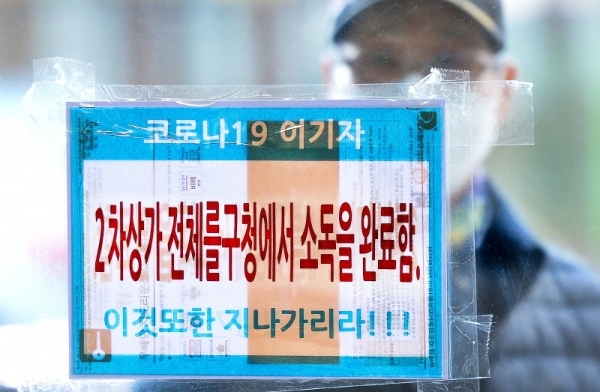 코로나19 이기자
2차상가 전체를구청에서 소독을 완료함.
이것또한 지나가리라!!!